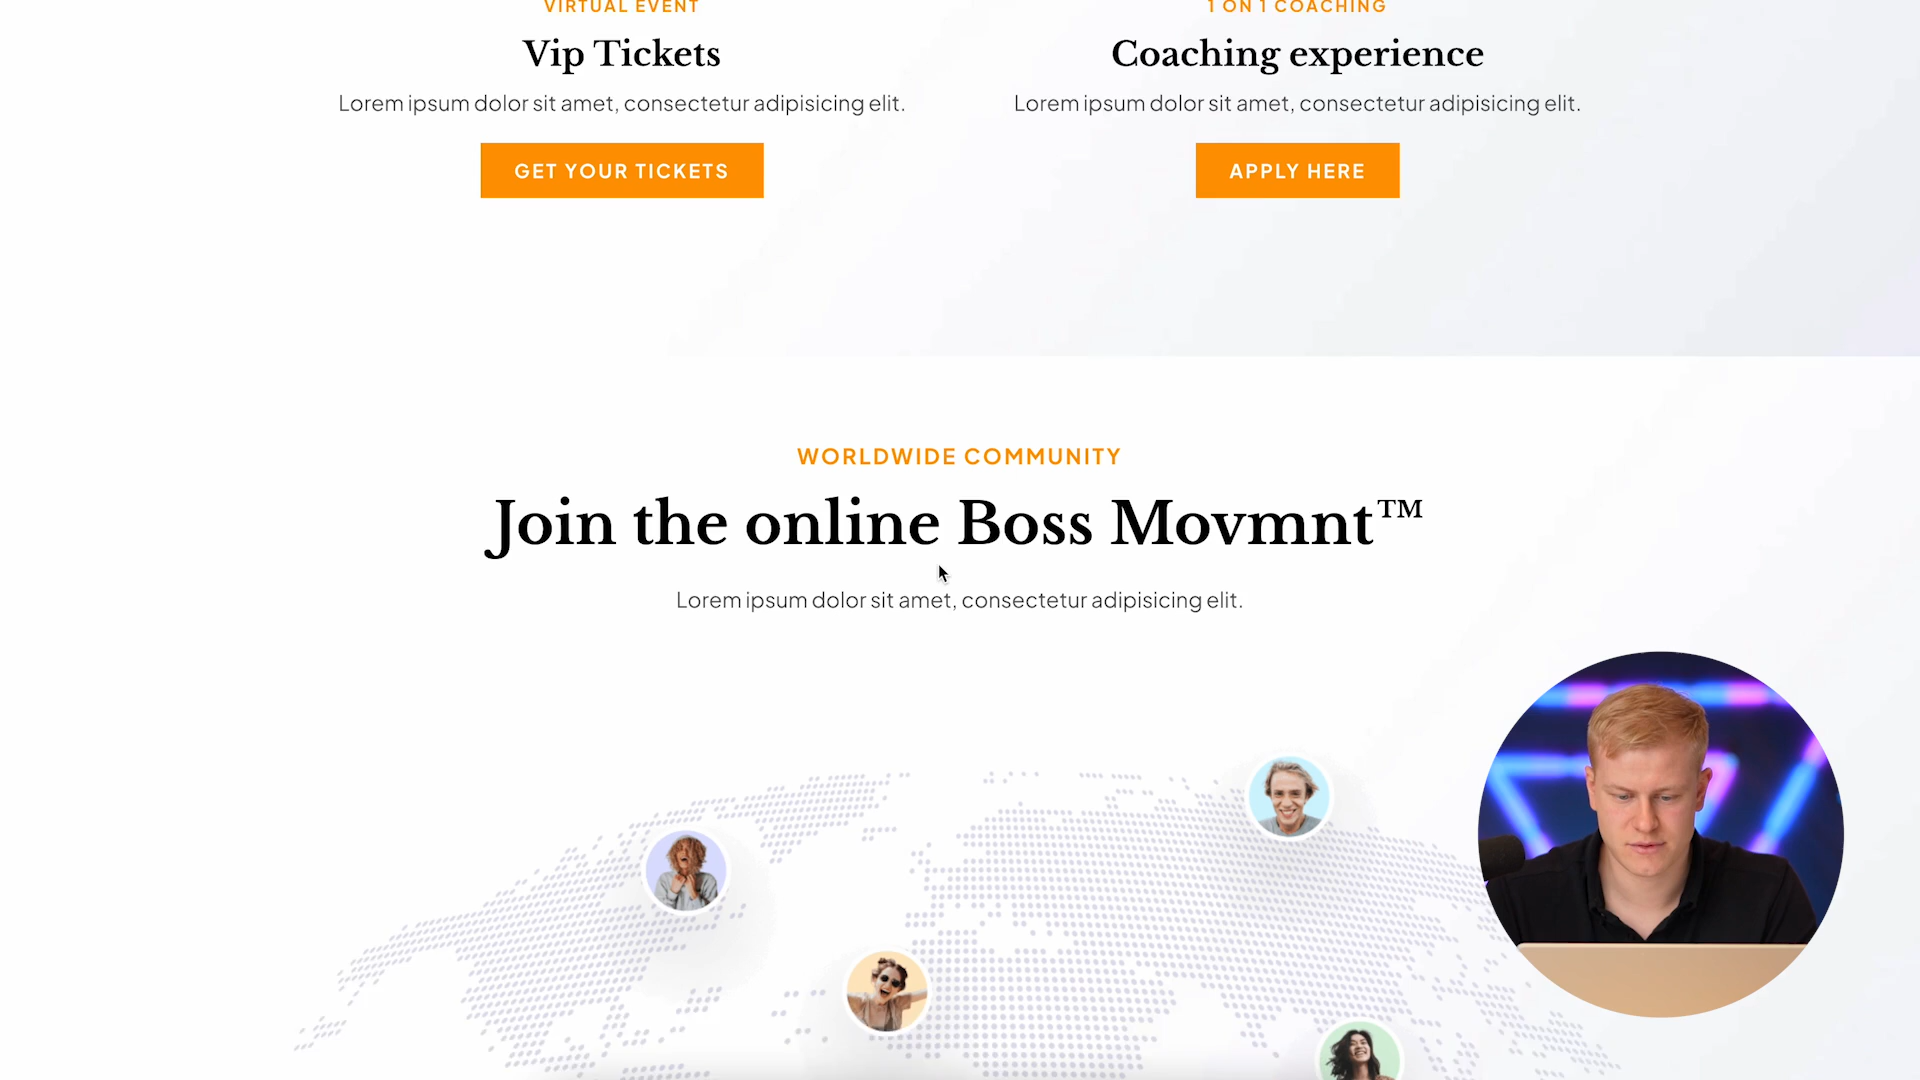 VIRTUAL EVENT
Vip Tickets
Lorem ipsum dolor sit amet, consectetur adipisicing elit.
GET YOUR TICKETS
1 ON 1 COACHING
Coaching experience
Lorem ipsum dolor sit amet, consectetur adipisicing elit.
APPLY HERE
WORLDWIDE COMMUNITY
Join the online Boss Movmnt™
Lorem ipsum dolor sit amet, consectetur adipisicing elit.